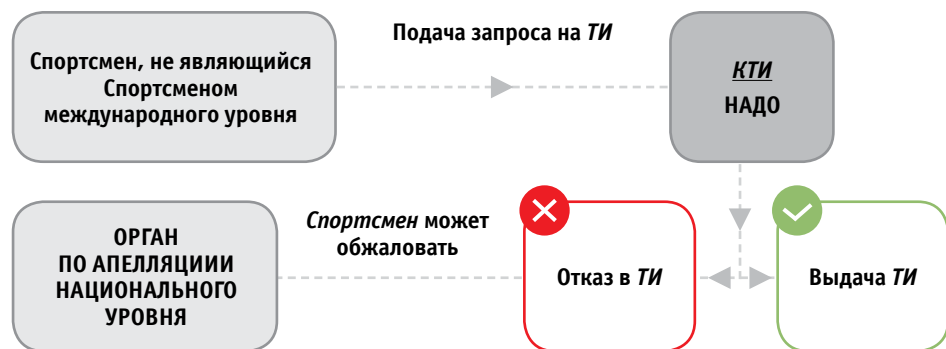 Подача запроса на ТИ
Спортсмен, не являющийся
Спортсменом
международного уровня
КТИ
НАДО
Спортсмен может
обжаловать
ОРГАН
ПО АПЕЛЛЯЦИИИ
НАЦИОНАЛЬНОГО
УРОВНЯ
Отказ в ТИ
Выдача ТИ